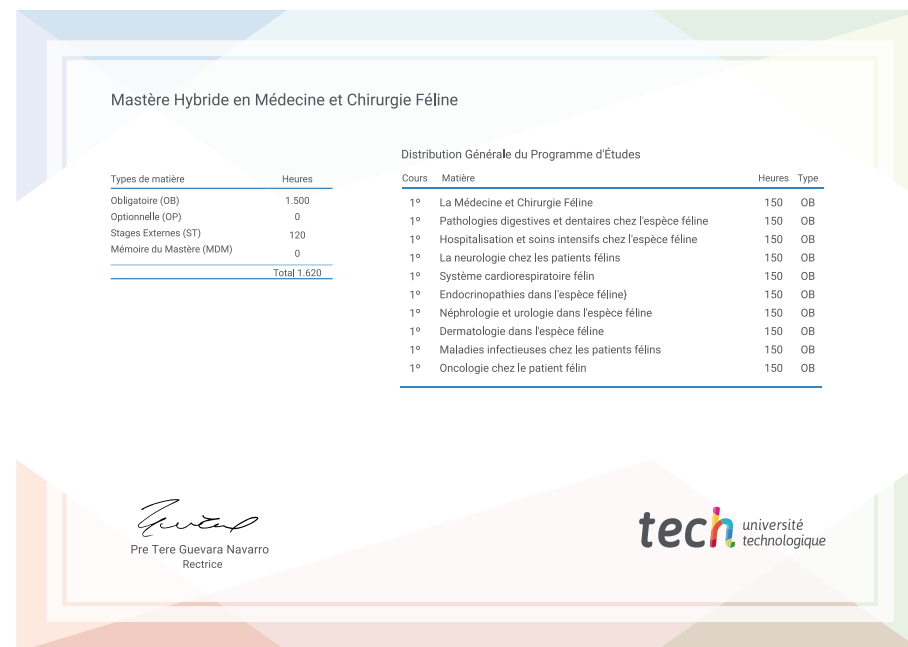 Mastère Hybride en Médecine et Chirurgie Féline
Types de matière Heures
Obligatoire (OB) 1.500
Optionnelle (OP) 0
Stages Externes (ST) 120
Mémoire du Mastère (MDM) 0
Total 1.620
Distribution Générale du Programme d'Études
Cours Matière Heures Type
1º La Médecine et Chirurgie Féline 150 OB
1º Pathologies digestives et dentaires chez l'espèce féline 150 OB
1º Hospitalisation et soins intensifs chez l'espèce féline 150 OB
1º La neurologie chez les patients félins 150 OB
1º Système cardiorespiratoire félin 150 OB
1º Endocrinopathies dans l'espèce féline} 150 OB
1º Néphrologie et urologie dans l'espèce féline 150 OB
1º Dermatologie dans l'espèce féline 150 OB
1º Maladies infectieuses chez les patients félins 150 OB
1º Oncologie chez le patient félin 150 OB
Pre Tere Guevara Navarro
Rectrice
tech université
technologique